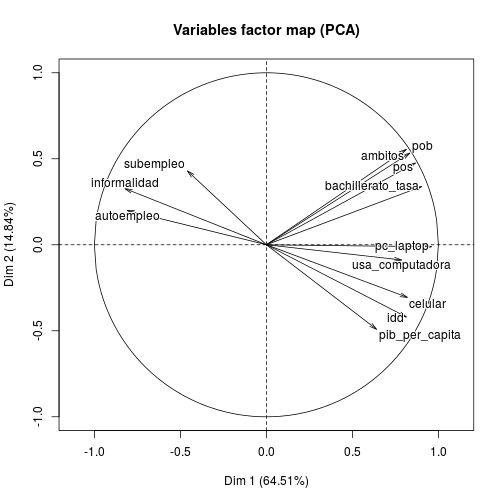 Variables factor map (PCA)
1.0
0.5
0.0
-0.5
-1.0
Dim 2 (14.84%)
subempleo
informalidad
autoempleo
pob
ambitos
pos
bachillerato_tasa
pc_laptop
usa_computadora
celular
idd
pib_per_capita
-1.0 -0.5 0.0 0.5 1.0
Dim 1 (64.51%)